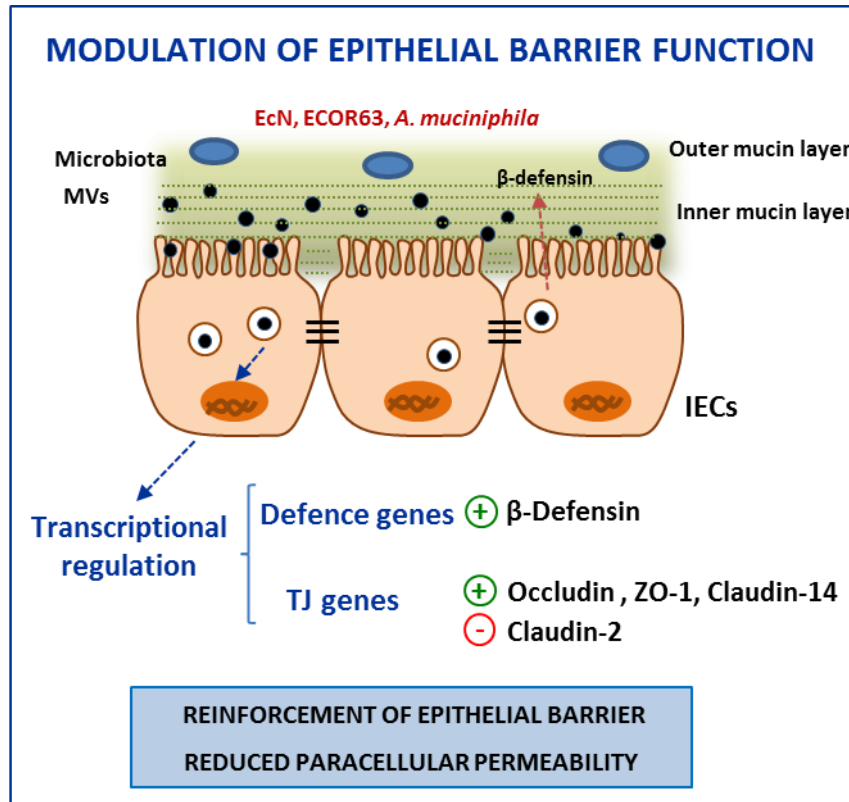 MODULATION OF EPITHELIAL BARRIER FUNCTION
EcN, ECOR63, A. muciniphila
Microbiota
Outer mucin layer
β-defensin
MVs
Inner mucin layer
IECs
Transcriptional
regulation
Defence genes
+ β-Defensin
TJ genes
+ Occludin , ZO-1, Claudin-14
- Claudin-2
REINFORCEMENT OF EPITHELIAL BARRIER
REDUCED PARACELLULAR PERMEABILITY